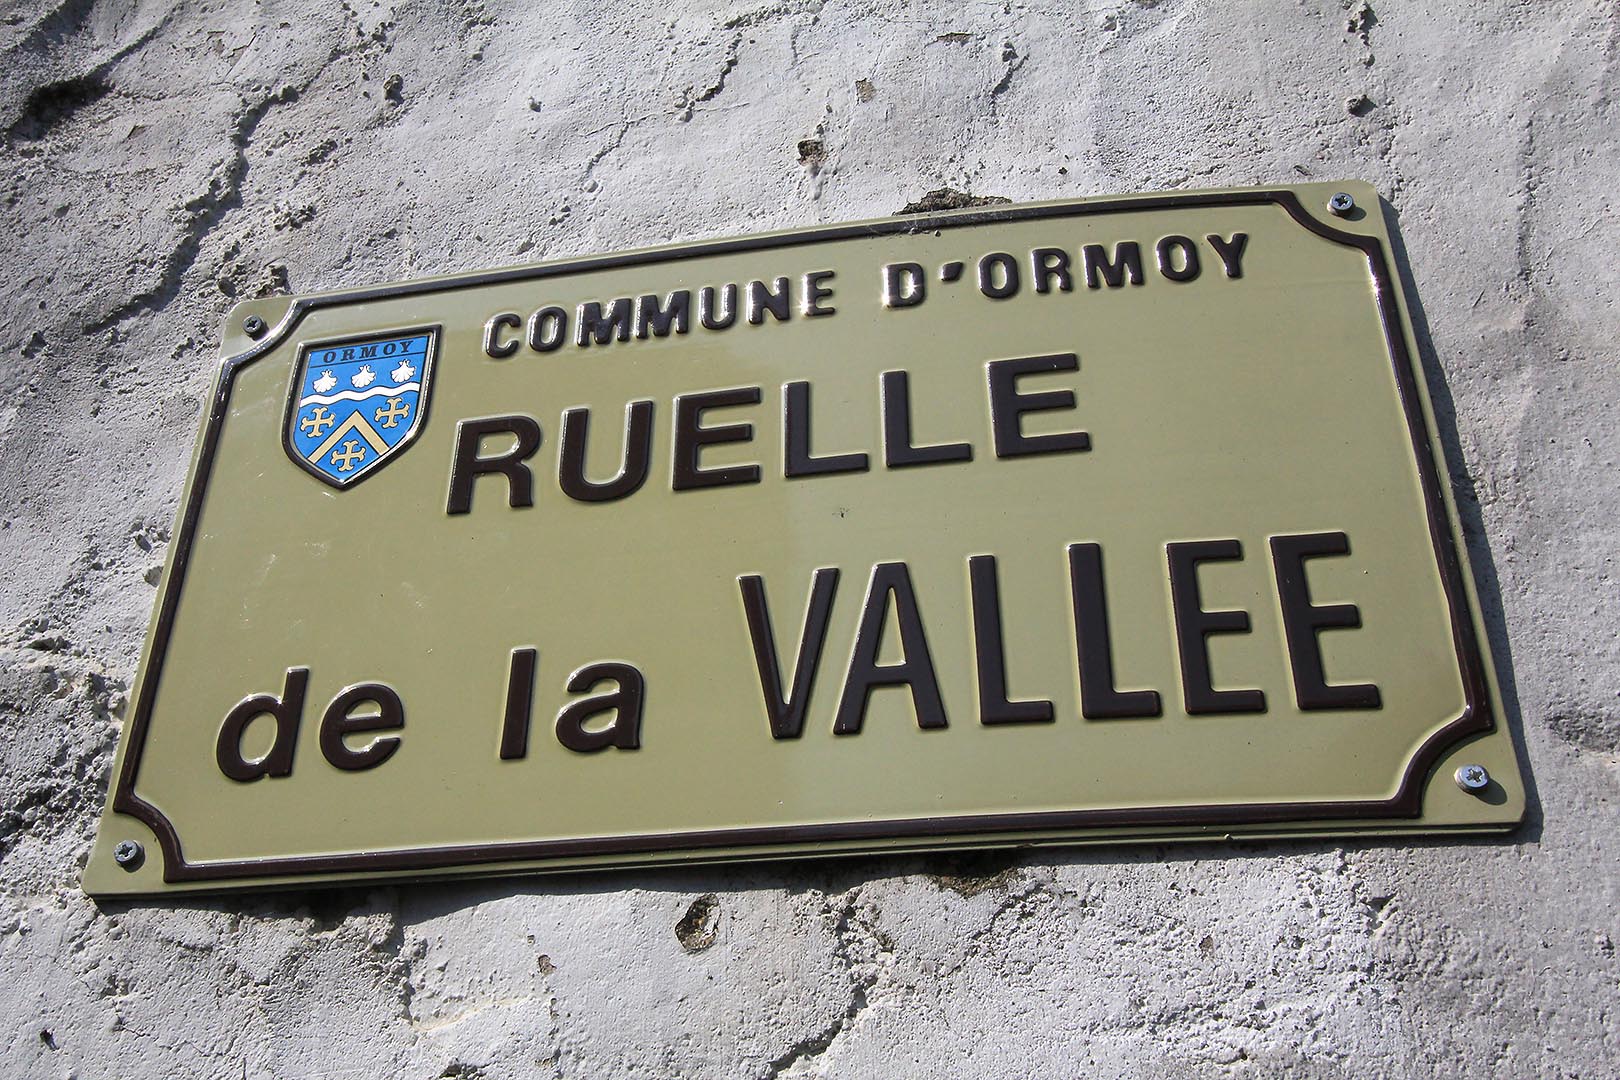 COMMUNE D'ORMOY
ORMOY
RUELLE
de la VALLEE